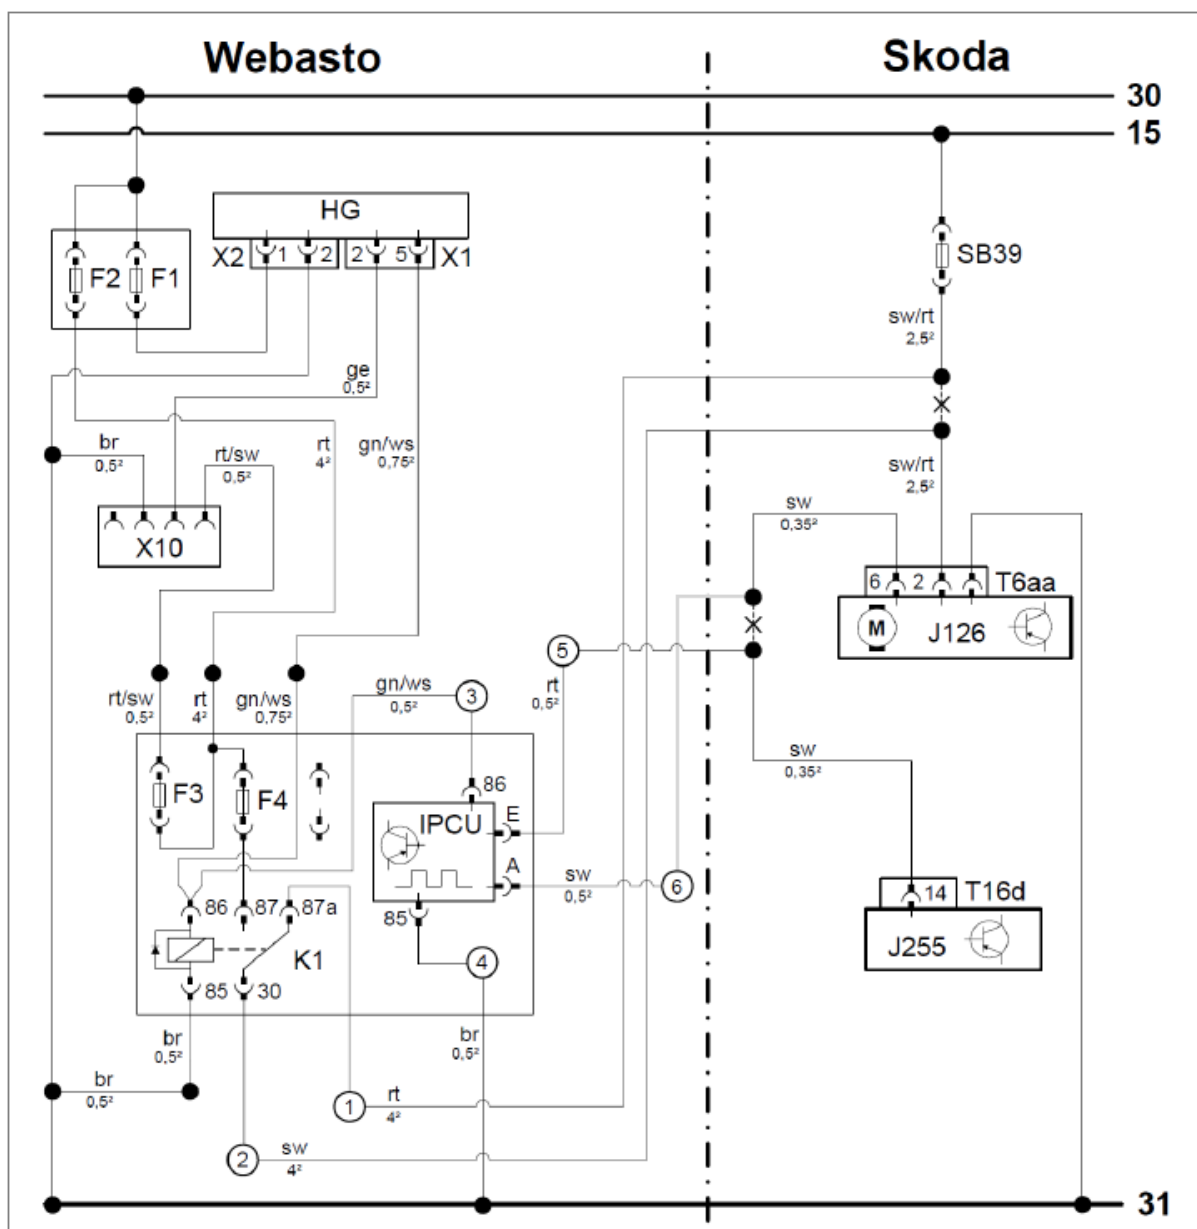 Webasto Skoda
30
15
HG
X2 1 2 2 5 X1
F2 F1
SB39
sw/rt
2,5²
ge
0,5²
br
0,5²
rt/sw
0,5²
rt
4²
gn/ws
0,75²
sw/rt
2,5²
sw
0,35²
X10
6 2 T6aa
M J126
5
rt
0,5²
rt/sw
0,5²
rt
4²
gn/ws
0,75²
gn/ws
0,5²
3
sw
0,35²
F3 F4
86
IPCU E
A
sw
0,5²
6
85
86 87 87a
14 T16d
J255
K1
4
85 30
br
0,5²
br
0,5²
br
0,5²
1
rt
4²
2
sw
4²
31